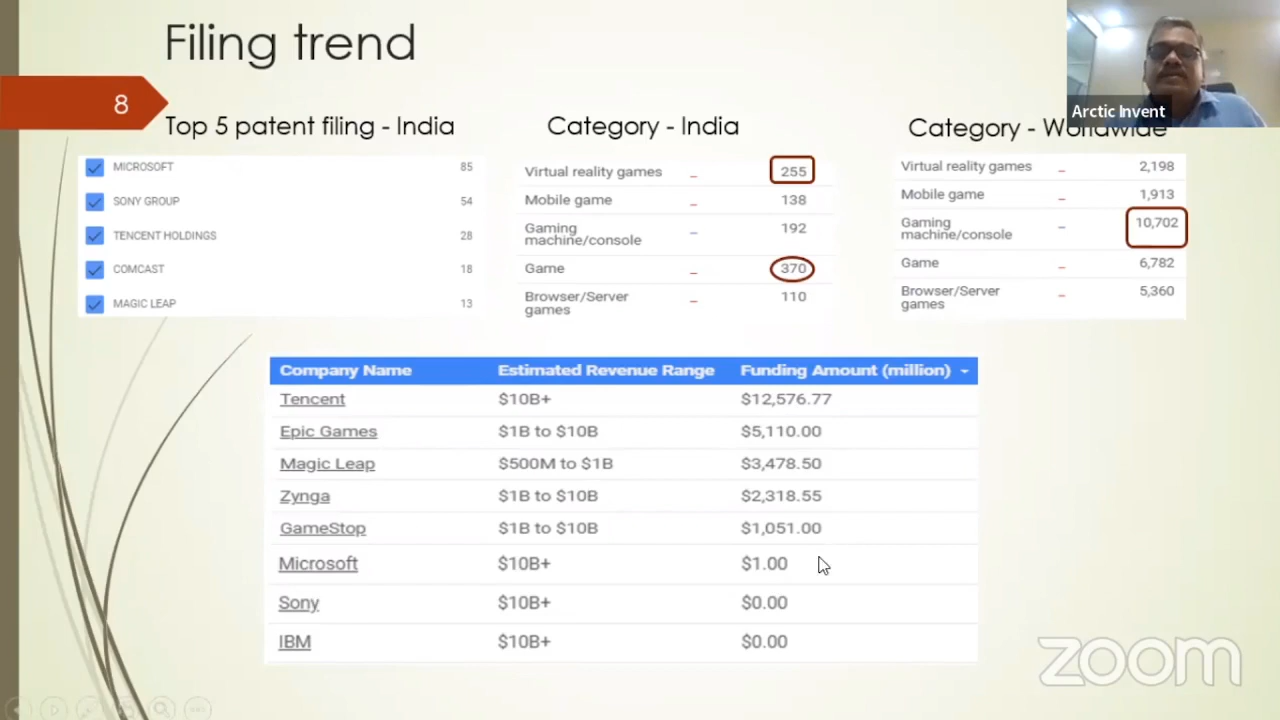 Filing trend
8
Arctic Invent
Top 5 patent filing - India
MICROSOFT 85
SONY GROUP 54
TENCENT HOLDINGS 28
COMCAST 18
MAGIC LEAP 13
Category - India
Virtual reality games – 255
Mobile game – 138
Gaming
machine/console – 192
Game – 370
Browser/Server
games – 110
Category - Worldwide
Virtual reality games – 2,198
Mobile game – 1,913
Gaming
machine/console – 10,702
Game – 6,782
Browser/Server
games – 5,360
Company Name Estimated Revenue Range Funding Amount (million)
Tencent $10B+ $12,576.77
Epic Games $1B to $10B $5,110.00
Magic Leap $500M to $1B $3,478.50
Zynga $1B to $10B $2,318.55
GameStop $1B to $10B $1,051.00
Microsoft $10B+ $1.00
Sony $10B+ $0.00
IBM $10B+ $0.00
zoom